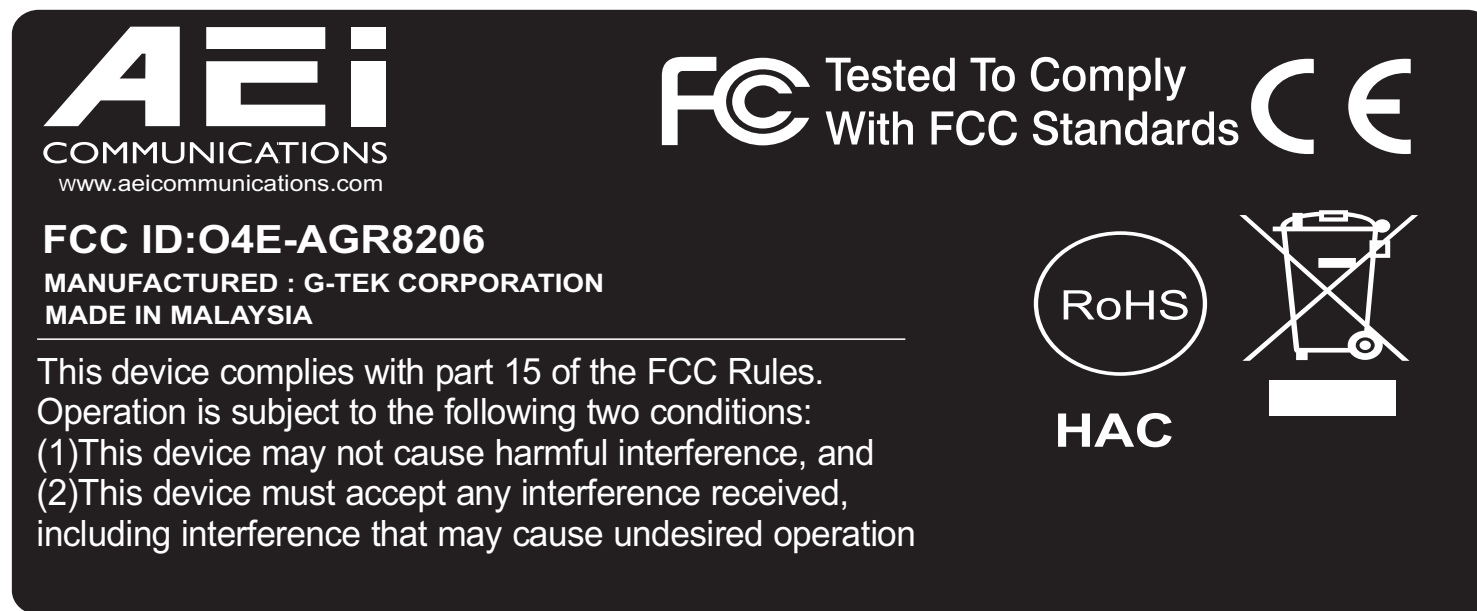 AEi
COMMUNICATIONS
www.aeicommunications.com
FC Tested To Comply
With FCC Standards
CE
FCC ID:O4E-AGR8206
MANUFACTURED : G-TEK CORPORATION
MADE IN MALAYSIA
RoHS
HAC
This device complies with part 15 of the FCC Rules.
Operation is subject to the following two conditions:
(1)This device may not cause harmful interference, and
(2)This device must accept any interference received,
including interference that may cause undesired operation